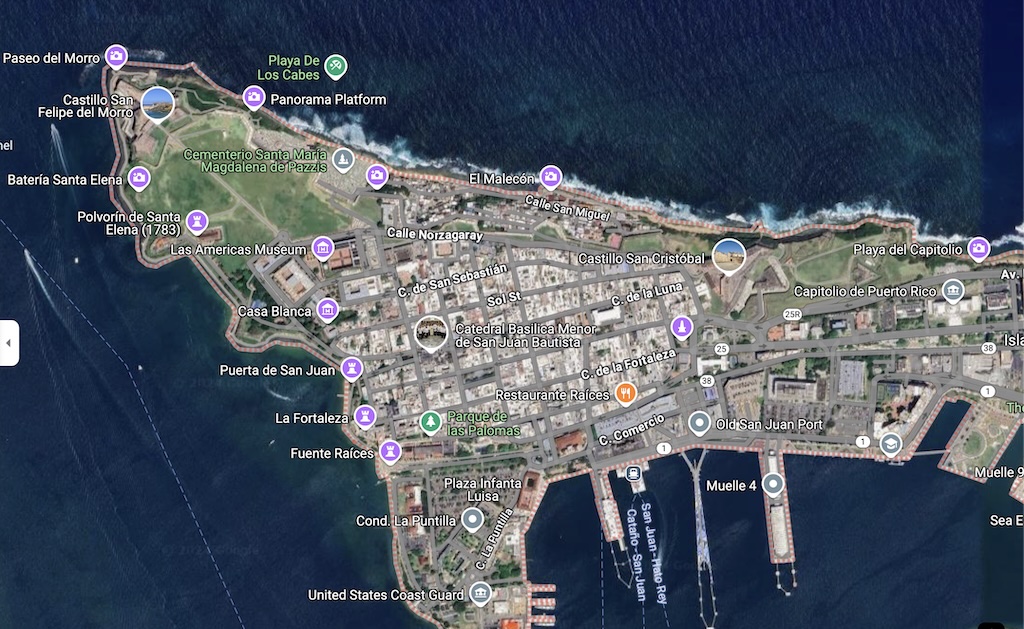 Paseo del Morro
Playa De
Los Cabes
Panorama Platform
Castillo San
Felipe del Morro
nel
Cementerio Santa María
Magdalena de Pazzis
Batería Santa Elena
El Malecón
Calle San Miguel
Polvorín de Santa
Elena (1783)
Calle Norzagaray
Las Americas Museum
Castillo San Cristóbal
Playa del Capitolio
Av.
C. de San Sebastián
Sol St
C. de la Luna
Capitolio de Puerto Rico
Casa Blanca
25R
Catedral Basilica Menor
de San Juan Bautista
Isla
25
38
C. de la Fortaleza
Puerta de San Juan
38
Restaurante Raíces
1
La Fortaleza
Parque de
las Palomas
C. Comercio
Old San Juan Port
Tho
1
1
Fuente Raíces
Plaza Infanta
Luisa
Muelle 4
Muelle 9
Cond. La Puntilla
C. La Puntilla
San Juan - Hato Rey
Cataño - San Juan
Sea E
United States Coast Guard